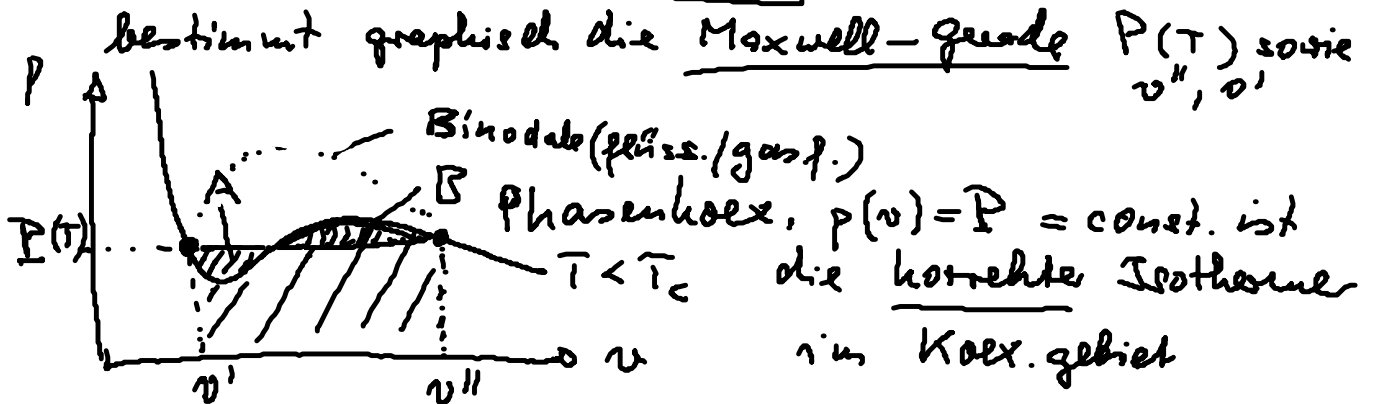 bestimmt graphisch die Maxwell-gerade P(T) sowie
v", v'
p
Binodale (flüss./gasf.)
A
B
Phasenkoex, p(v) = P = const. ist
P(T)
T < Tc
die korrekte Isotherme
im Koex.gebiet
v
v'
v"